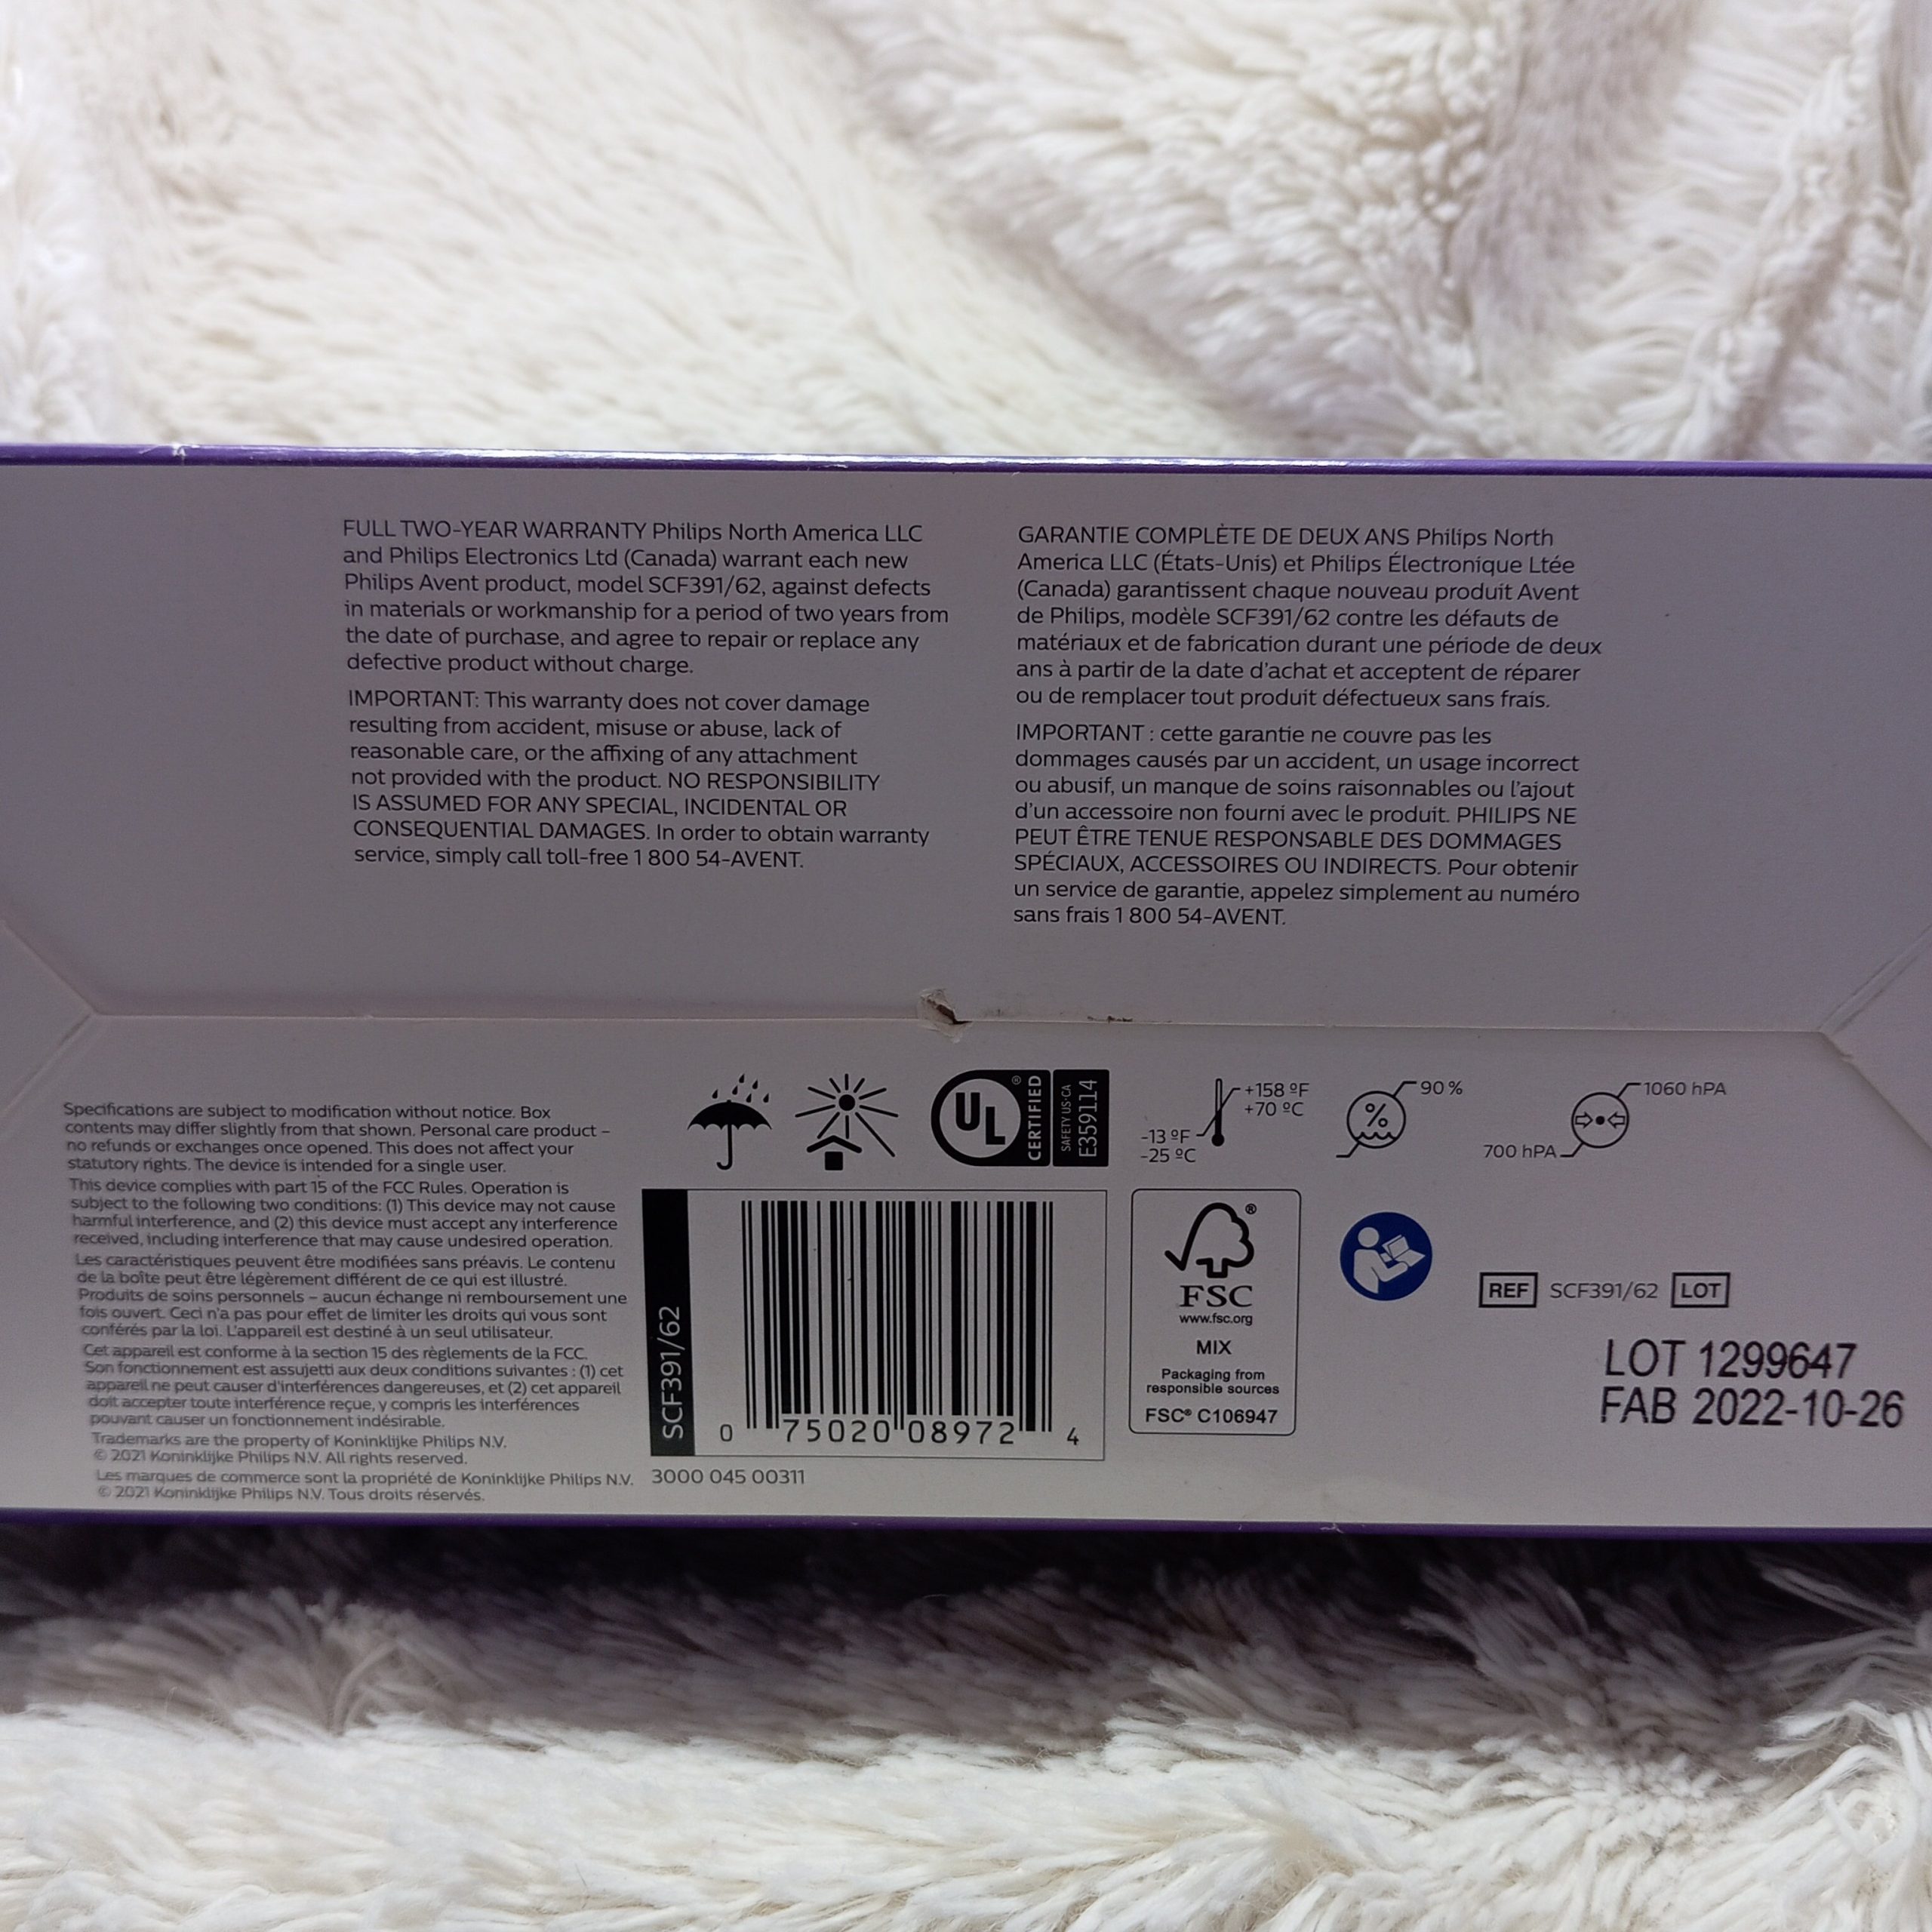 FULL TWO-YEAR WARRANTY Philips North America LLC
and Philips Electronics Ltd (Canada) warrant each new
Philips Avent product, model SCF391/62, against defects
in materials or workmanship for a period of two years from
the date of purchase, and agree to repair or replace any
defective product without charge.
IMPORTANT: This warranty does not cover damage
resulting from accident, misuse or abuse, lack of
reasonable care, or the affixing of any attachment
not provided with the product. NO RESPONSIBILITY
IS ASSUMED FOR ANY SPECIAL, INCIDENTAL OR
CONSEQUENTIAL DAMAGES. In order to obtain warranty
service, simply call toll-free 1 800 54-AVENT.
GARANTIE COMPLÈTE DE DEUX ANS Philips North
America LLC (États-Unis) et Philips Électronique Ltée
(Canada) garantissent chaque nouveau produit Avent
de Philips, modèle SCF391/62 contre les défauts de
matériaux et de fabrication durant une période de deux
ans à partir de la date d'achat et acceptent de réparer
ou de remplacer tout produit défectueux sans frais.
IMPORTANT : cette garantie ne couvre pas les
dommages causés par un accident, un usage incorrect
ou abusif, un manque de soins raisonnables ou l'ajout
d'un accessoire non fourni avec le produit. PHILIPS NE
PEUT ÊTRE TENUE RESPONSABLE DES DOMMAGES
SPÉCIAUX, ACCESSOIRES OU INDIRECTS. Pour obtenir
un service de garantie, appelez simplement au numéro
sans frais 1 800 54-AVENT.
Specifications are subject to modification without notice. Box
contents may differ slightly from that shown. Personal care product –
no refunds or exchanges once opened. This does not affect your
statutory rights. The device is intended for a single user.
This device complies with part 15 of the FCC Rules. Operation is
subject to the following two conditions: (1) This device may not cause
harmful interference, and (2) this device must accept any interference
received, including interference that may cause undesired operation.
Les caractéristiques peuvent être modifiées sans préavis. Le contenu
de la boîte peut être légèrement différent de ce qui est illustré.
Produits de soins personnels – aucun échange ni remboursement une
fois ouvert. Ceci n'a pas pour effet de limiter les droits qui vous sont
conférés par la loi. L'appareil est destiné à un seul utilisateur.
Cet appareil est conforme à la section 15 des règlements de la FCC.
Son fonctionnement est assujetti aux deux conditions suivantes : (1) cet
appareil ne peut causer d'interférences dangereuses, et (2) cet appareil
doit accepter toute interférence reçue, y compris les interférences
pouvant causer un fonctionnement indésirable.
Trademarks are the property of Koninklijke Philips N.V.
© 2021 Koninklijke Philips N.V. All rights reserved.
Les marques de commerce sont la propriété de Koninklijke Philips N.V.
© 2021 Koninklijke Philips N.V. Tous droits réservés.
UL ®
CERTIFIED
SAFETY US-CA
E359114
+158 ºF
+70 ºC
-13 ºF
-25 ºC
%
90 %
1060 hPA
700 hPA
SCF391/62
0 75020 08972 4
3000 045 00311
®
FSC
www.fsc.org
MIX
Packaging from
responsible sources
FSC® C106947
REF SCF391/62 LOT
LOT 1299647
FAB 2022-10-26